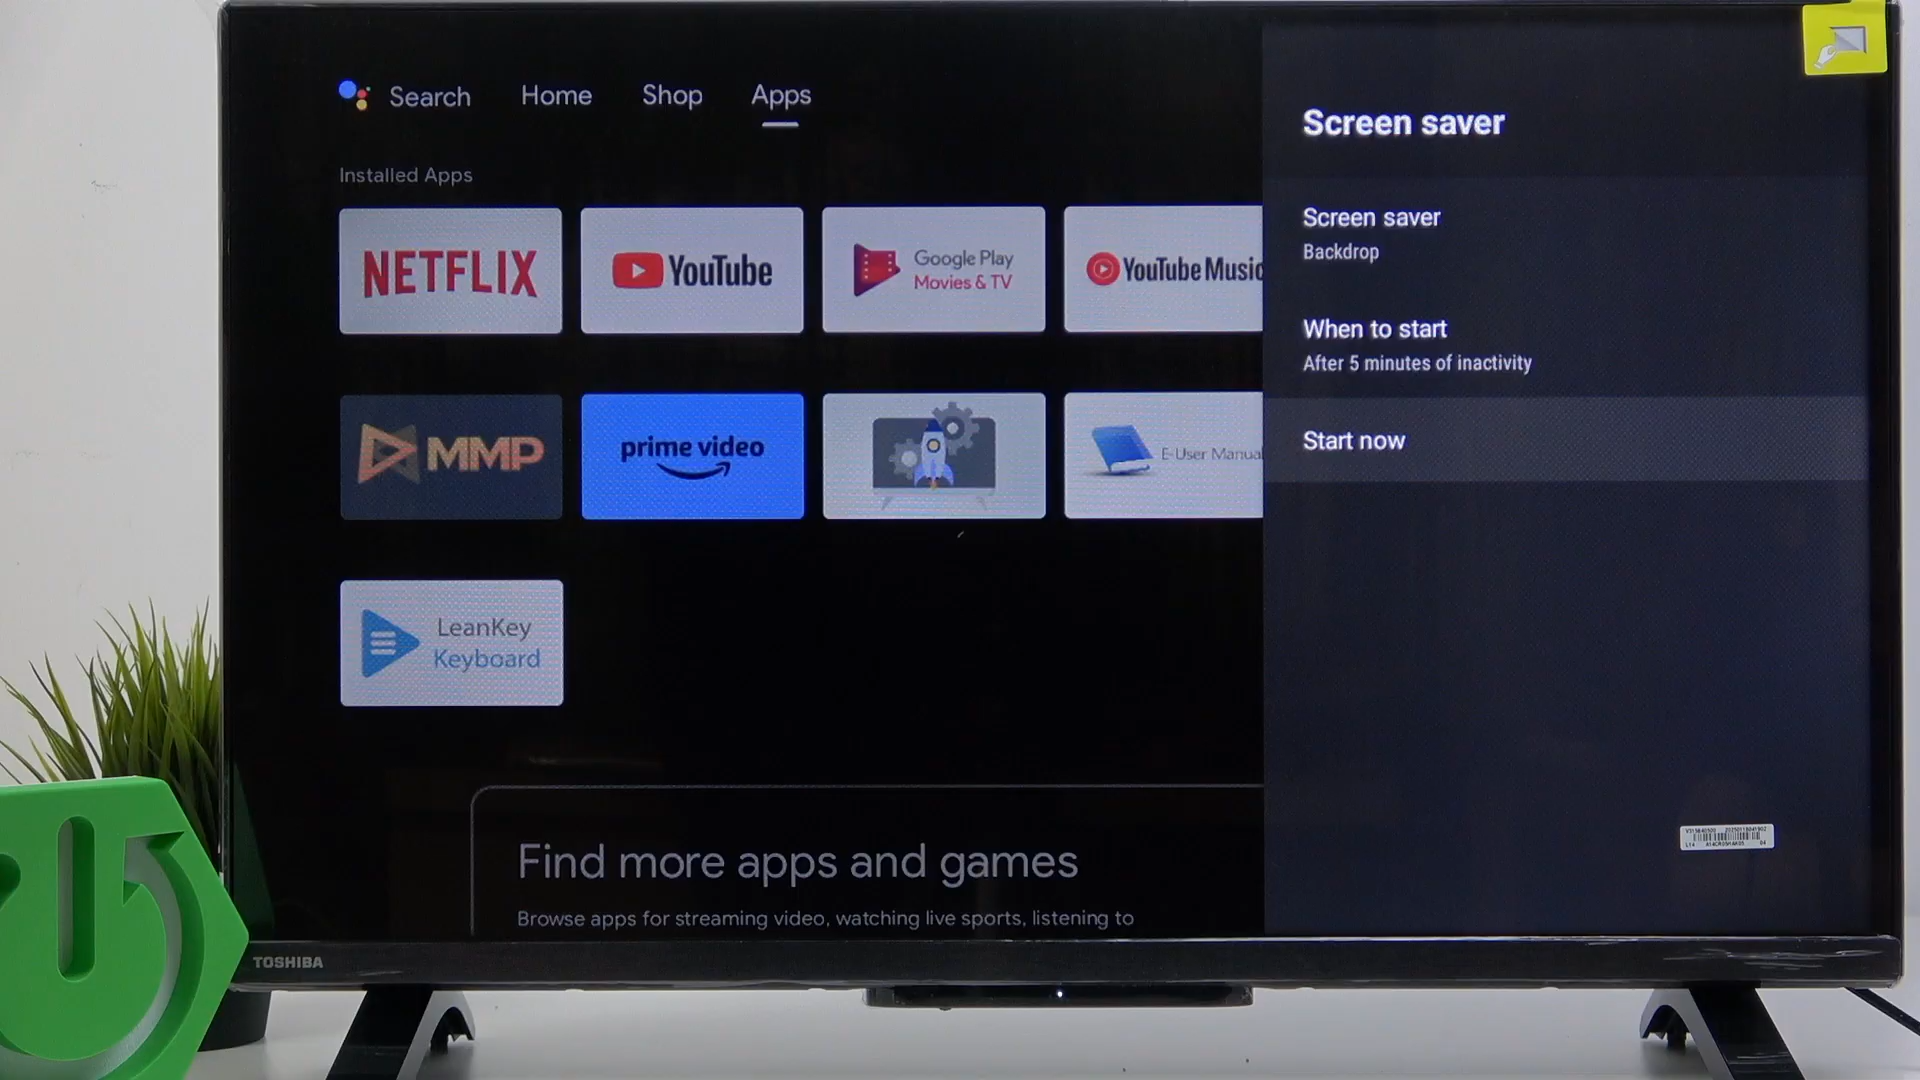 Search
Home
Shop
Apps
Installed Apps
NETFLIX
YouTube
Google Play
Movies & TV
YouTube Music
MMP
prime video
E-User Manual
LeanKey
Keyboard
Find more apps and games
Browse apps for streaming video, watching live sports, listening to
Screen saver
Screen saver
Backdrop
When to start
After 5 minutes of inactivity
Start now
TOSHIBA